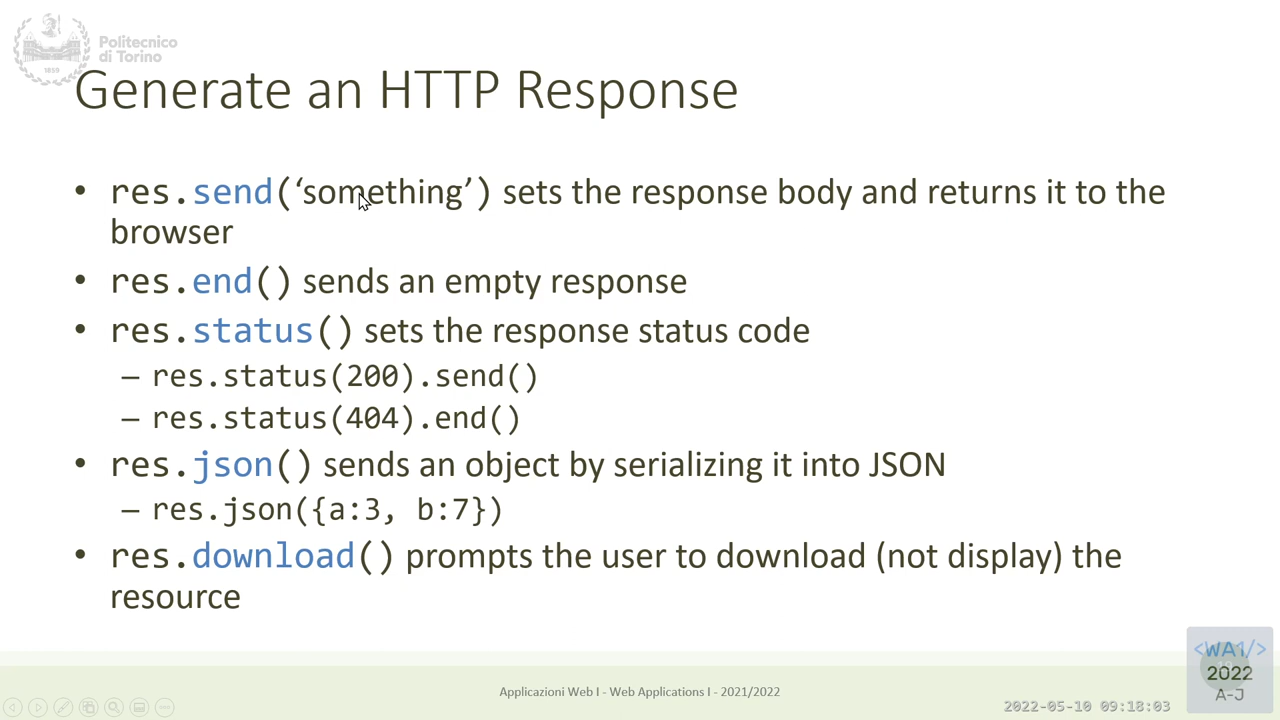 Politecnico
di Torino
1859
Generate an HTTP Response
• res.send(‘something’) sets the response body and returns it to the
browser
• res.end() sends an empty response
• res.status() sets the response status code
– res.status(200).send()
– res.status(404).end()
• res.json() sends an object by serializing it into JSON
– res.json({a:3, b:7})
• res.download() prompts the user to download (not display) the
resource
<WA1/>
2022
A-J
Applicazioni Web I - Web Applications I - 2021/2022
2022-05-10 09:18:03